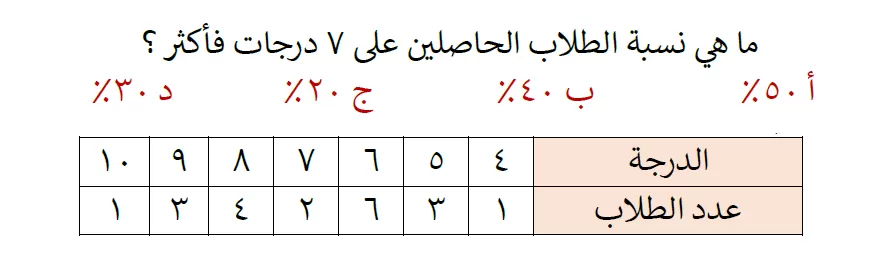 ما هي نسبة الطلاب الحاصلين على ٧ درجات فأكثر ؟
أ ٥٠٪ ب ٤٠٪ ج ٢٠٪ د ٣٠٪
الدرجة ٤ ٥ ٦ ٧ ٨ ٩ ١٠
عدد الطلاب ١ ٣ ٦ ٢ ٤ ٣ ١